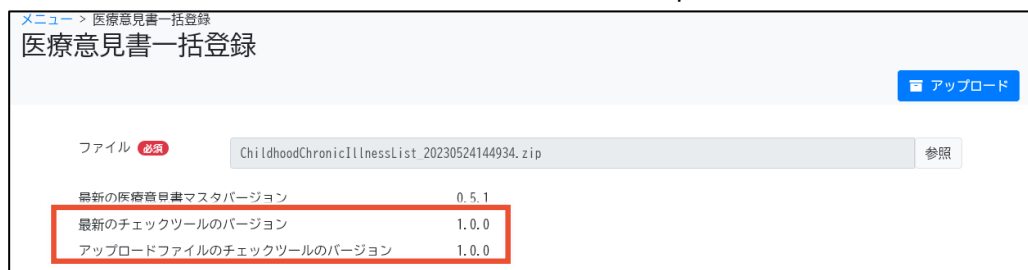 メニュー > 医療意見書一括登録
医療意見書一括登録
アップロード
ファイル 必須 ChildhoodChronicIllnessList_20230524144934.zip 参照
最新の医療意見書マスタバージョン 0.5.1
最新のチェックツールのバージョン 1.0.0
アップロードファイルのチェックツールのバージョン 1.0.0